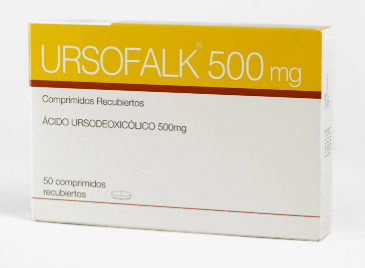 URSOFALK® 500 mg
Comprimidos Recubiertos
ÁCIDO URSODEOXICÓLICO 500mg
50 comprimidos
recubiertos